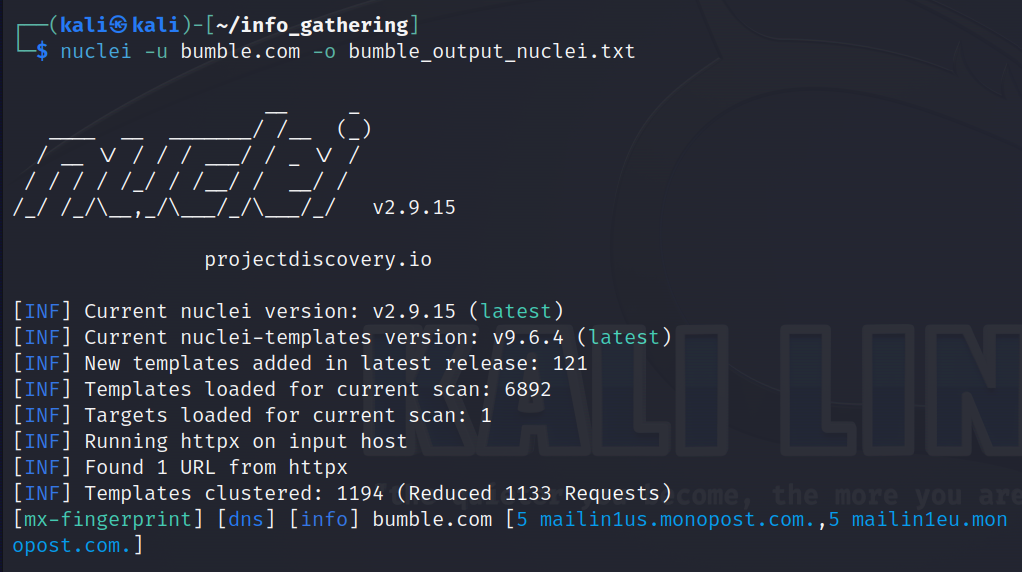 ┌──(kali㉿kali)-[~/info_gathering]
└─$ nuclei -u bumble.com -o bumble_output_nuclei.txt
                     __     _
   ____  __  _______/ /__  (_)
  / __ \/ / / / ___/ / _ \/ /
 / / / / /_/ / /__/ /  __/ /
/_/ /_/\__,_/\___/_/\___/_/   v2.9.15
projectdiscovery.io
[INF] Current nuclei version: v2.9.15 (latest)
[INF] Current nuclei-templates version: v9.6.4 (latest)
[INF] New templates added in latest release: 121
[INF] Templates loaded for current scan: 6892
[INF] Targets loaded for current scan: 1
[INF] Running httpx on input host
[INF] Found 1 URL from httpx
[INF] Templates clustered: 1194 (Reduced 1133 Requests)
[mx-fingerprint] [dns] [info] bumble.com [5 mailin1us.monopost.com.,5 mailin1eu.mon
opost.com.]
KALI LIN
become, the more you are